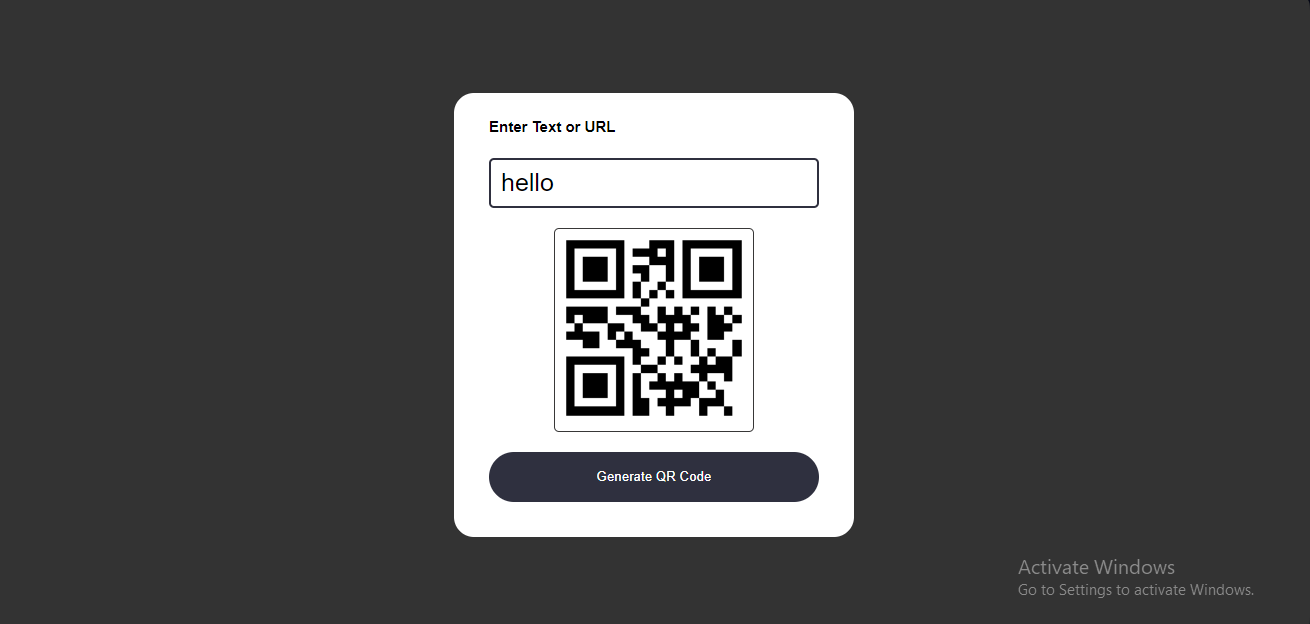 Enter Text or URL
hello
Generate QR Code
Activate Windows
Go to Settings to activate Windows.